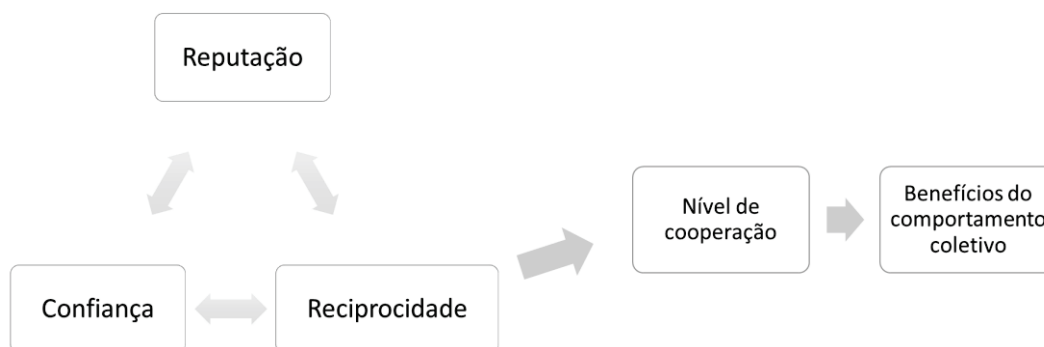 Reputação
Confiança
Reciprocidade
Nível de
cooperação
Benefícios do
comportamento
coletivo